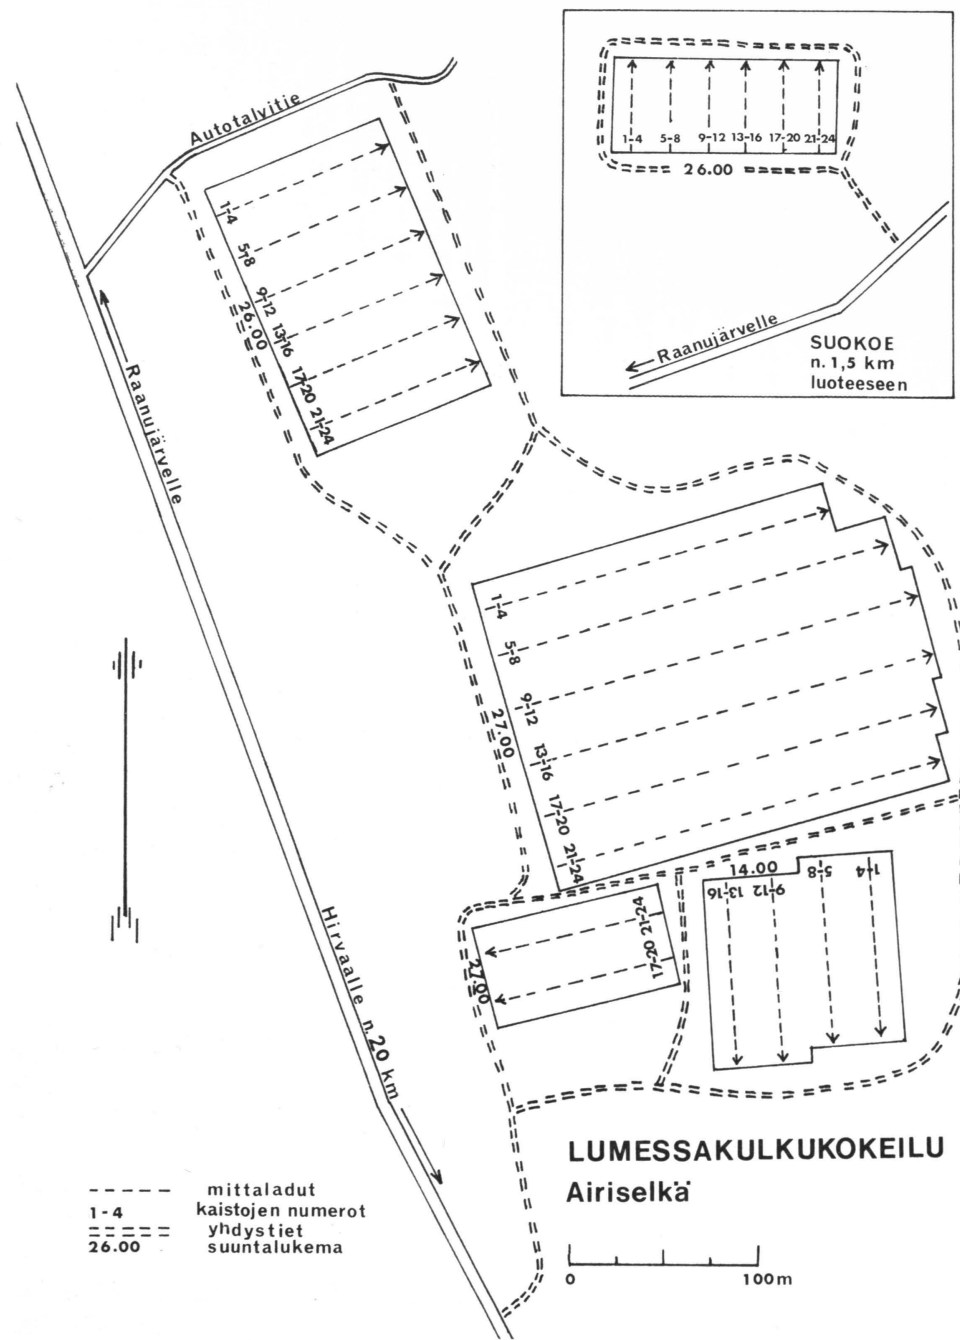 Autotalvitie
1-4
5-8
9-12
13-16
17-20
21-24
26.00
1-4 5-8 9-12 13-16 17-20 21-24
26.00
Raanujärvelle
SUOKOE
n. 1,5 km
luoteeseen
Raanujärvelle
1-4
5-8
9-12
13-16
17-20
21-24
27.00
14.00
13-16 9-12 5-8 1-4
21-24
17-20
27.00
Hirvaalle n. 20 km
LUMESSAKULKUKOKEILU
Airiselkä
mittaladut
1-4 kaistojen numerot
yhdystiet
26.00 suuntalukema
0 100m